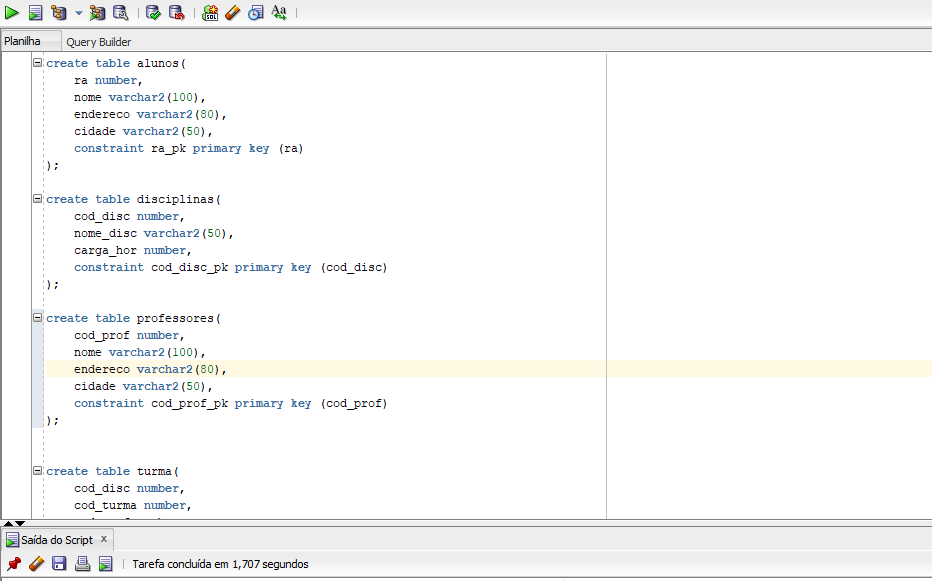 SQL
Aa
Planilha
Query Builder
create table alunos(
ra number,
nome varchar2(100),
endereco varchar2(80),
cidade varchar2(50),
constraint ra_pk primary key (ra)
);
create table disciplinas(
cod_disc number,
nome_disc varchar2(50),
carga_hor number,
constraint cod_disc_pk primary key (cod_disc)
);
create table professores(
cod_prof number,
nome varchar2(100),
endereco varchar2(80),
cidade varchar2(50),
constraint cod_prof_pk primary key (cod_prof)
);
create table turma(
cod_disc number,
cod_turma number,
Saída do Script x
Tarefa concluída em 1,707 segundos